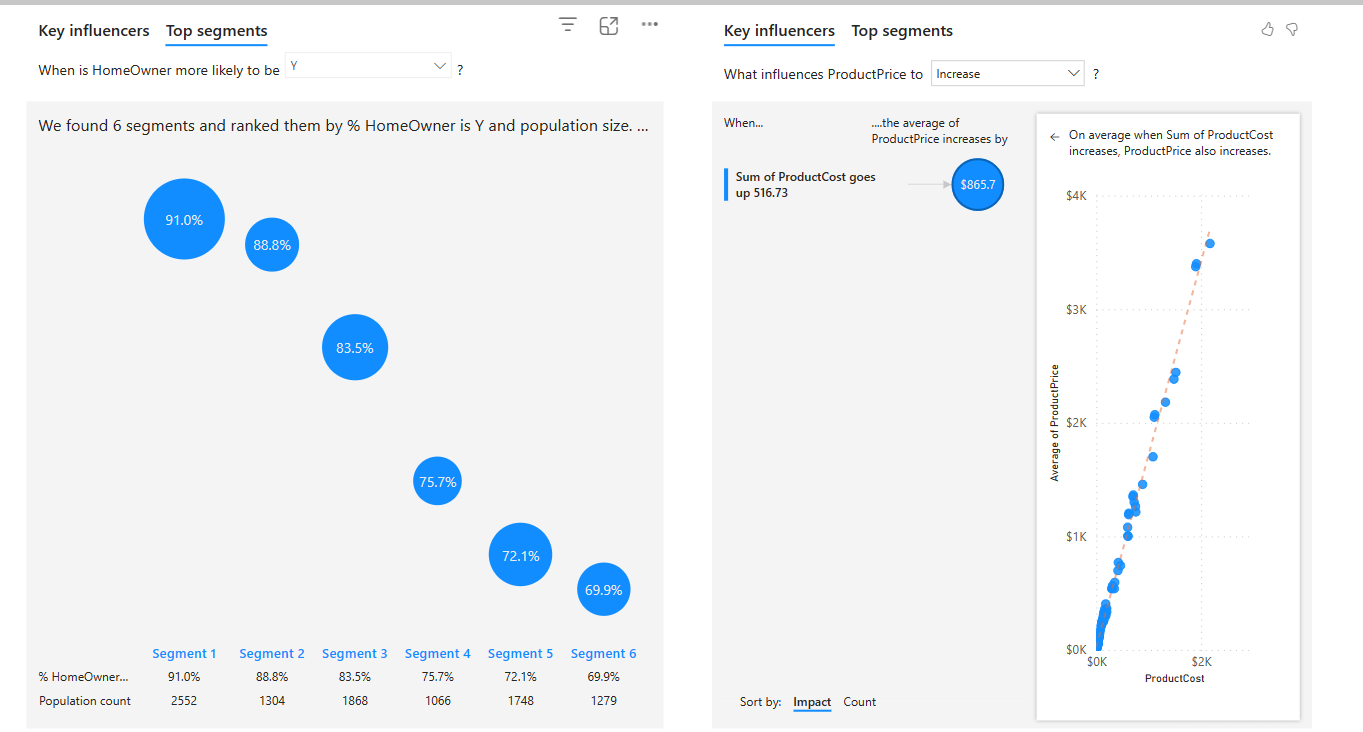 Key influencers Top segments
When is HomeOwner more likely to be Y ?
We found 6 segments and ranked them by % HomeOwner is Y and population size. ...
91.0%
88.8%
83.5%
75.7%
72.1%
69.9%
Segment 1 Segment 2 Segment 3 Segment 4 Segment 5 Segment 6
% HomeOwner... 91.0% 88.8% 83.5% 75.7% 72.1% 69.9%
Population count 2552 1304 1868 1066 1748 1279
Key influencers Top segments
What influences ProductPrice to Increase ?
When...
....the average of
ProductPrice increases by
Sum of ProductCost goes
up 516.73
$865.7
Sort by: Impact Count
On average when Sum of ProductCost
increases, ProductPrice also increases.
$4K
$3K
$2K
$1K
$0K
Average of ProductPrice
$0K $2K
ProductCost